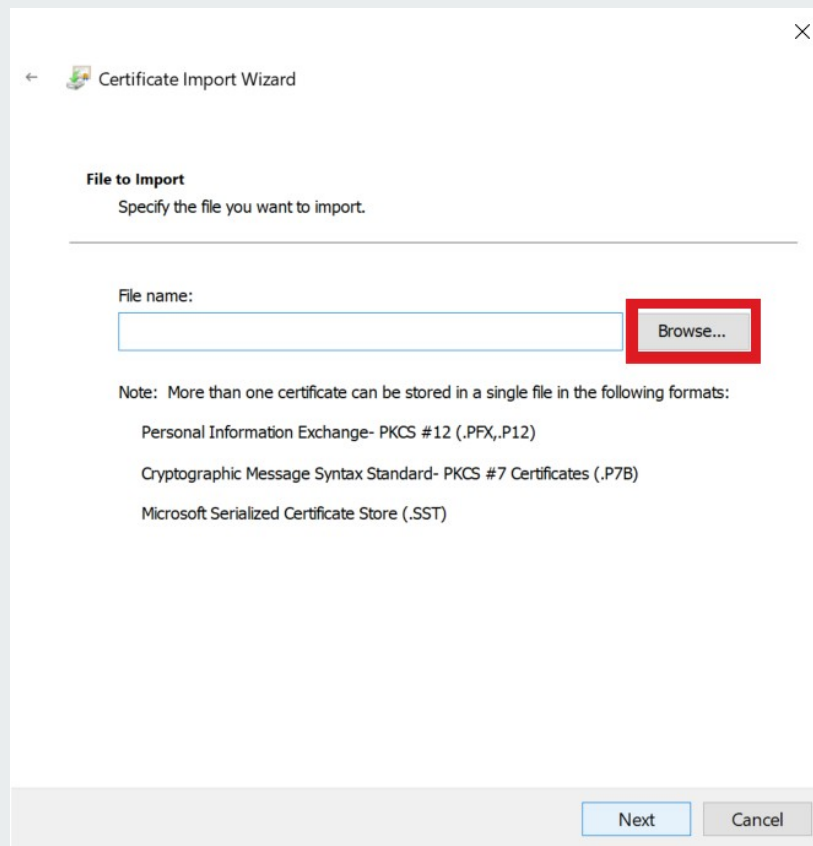 Certificate Import Wizard
File to Import
Specify the file you want to import.
File name:
Browse...
Note: More than one certificate can be stored in a single file in the following formats:
Personal Information Exchange- PKCS #12 (.PFX,.P12)
Cryptographic Message Syntax Standard- PKCS #7 Certificates (.P7B)
Microsoft Serialized Certificate Store (.SST)
Next Cancel